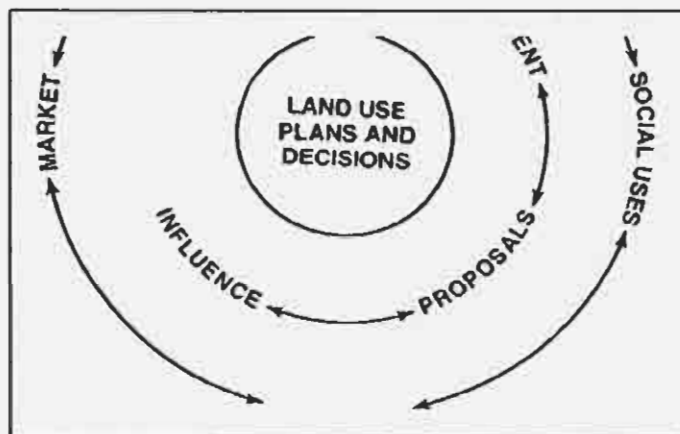 LAND USE
PLANS AND
DECISIONS
MARKET
ENT
SOCIAL USES
INFLUENCE
PROPOSALS